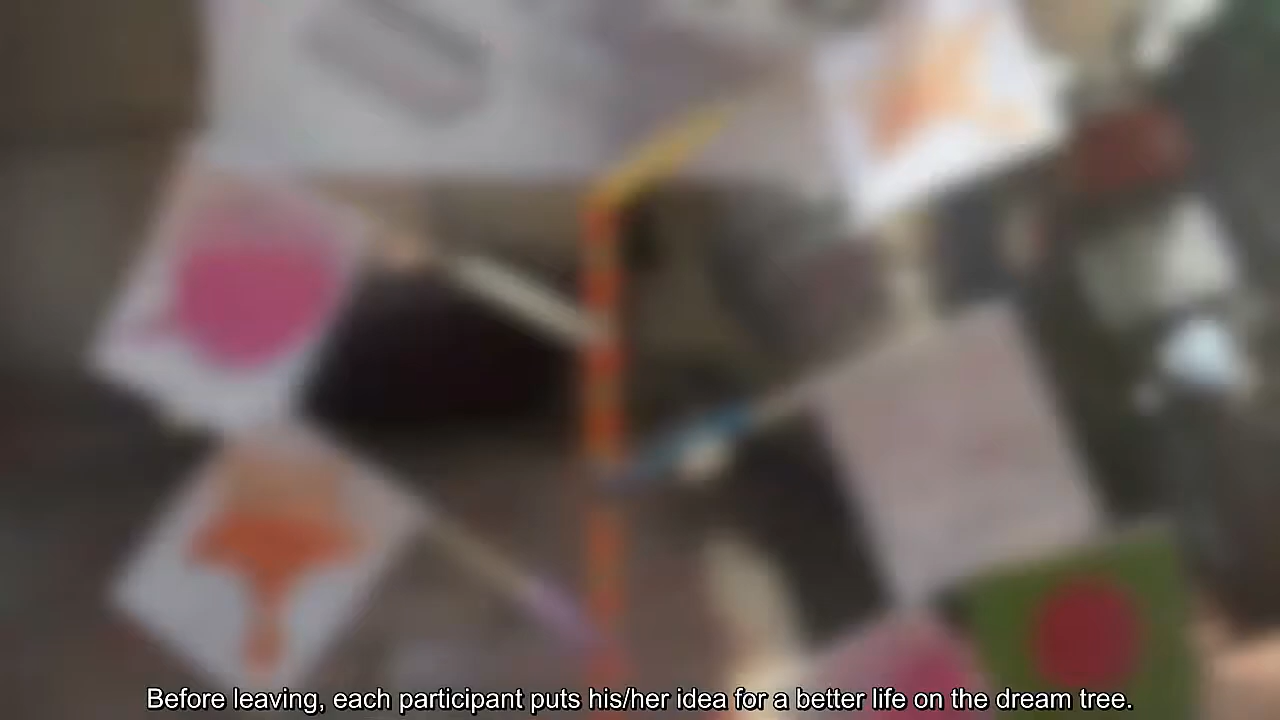 Before leaving, each participant puts his/her idea for a better life on the dream tree.